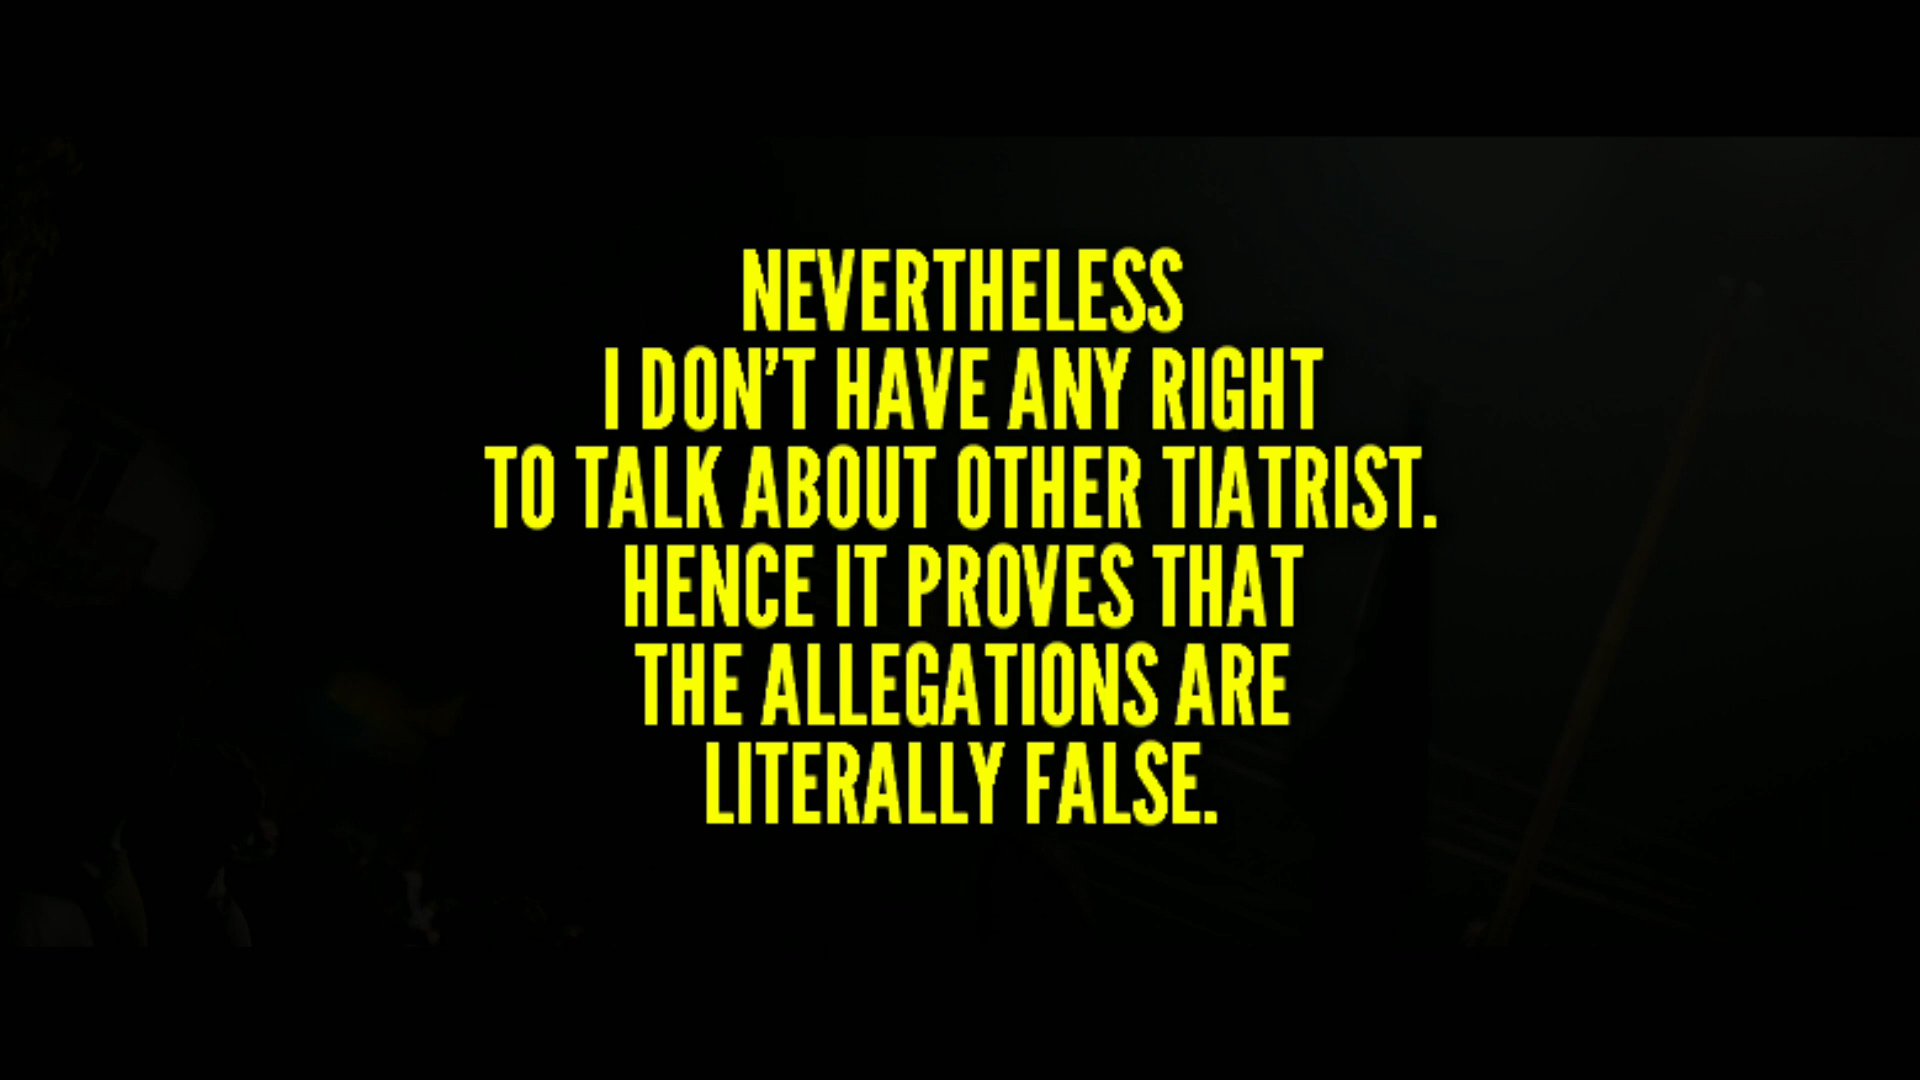 NEVERTHELESS
I DON’T HAVE ANY RIGHT
TO TALK ABOUT OTHER TIATRIST.
HENCE IT PROVES THAT
THE ALLEGATIONS ARE
LITERALLY FALSE.